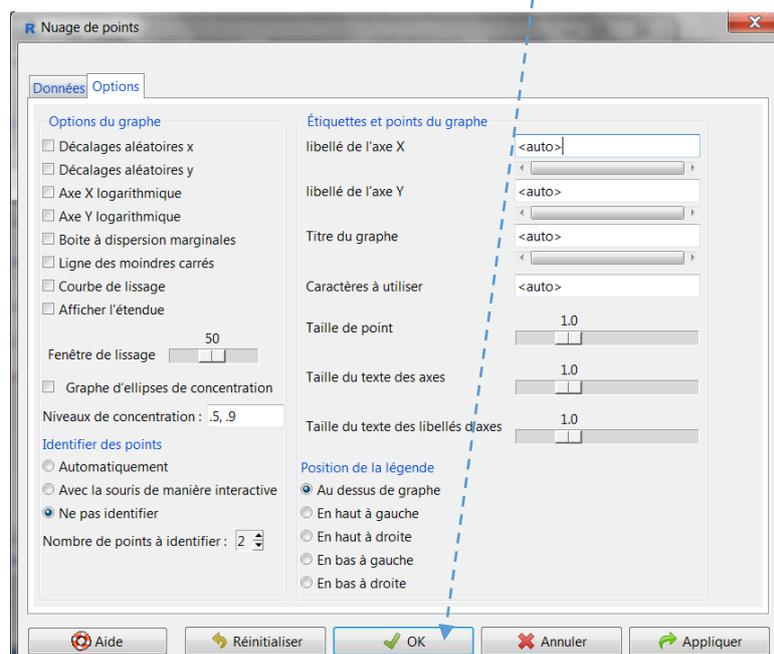 R Nuage de points
X
Données Options
Options du graphe
Décalages aléatoires x
Décalages aléatoires y
Axe X logarithmique
Axe Y logarithmique
Boite à dispersion marginales
Ligne des moindres carrés
Courbe de lissage
Afficher l'étendue
50
Fenêtre de lissage
Graphe d'ellipses de concentration
Niveaux de concentration : .5, .9
Identifier des points
Automatiquement
Avec la souris de manière interactive
Ne pas identifier
Nombre de points à identifier : 2
Étiquettes et points du graphe
libellé de l'axe X <auto>
libellé de l'axe Y <auto>
Titre du graphe <auto>
Caractères à utiliser <auto>
1.0
Taille de point
1.0
Taille du texte des axes
1.0
Taille du texte des libellés d'axes
Position de la légende
Au dessus de graphe
En haut à gauche
En haut à droite
En bas à gauche
En bas à droite
Aide Réinitialiser OK Annuler Appliquer